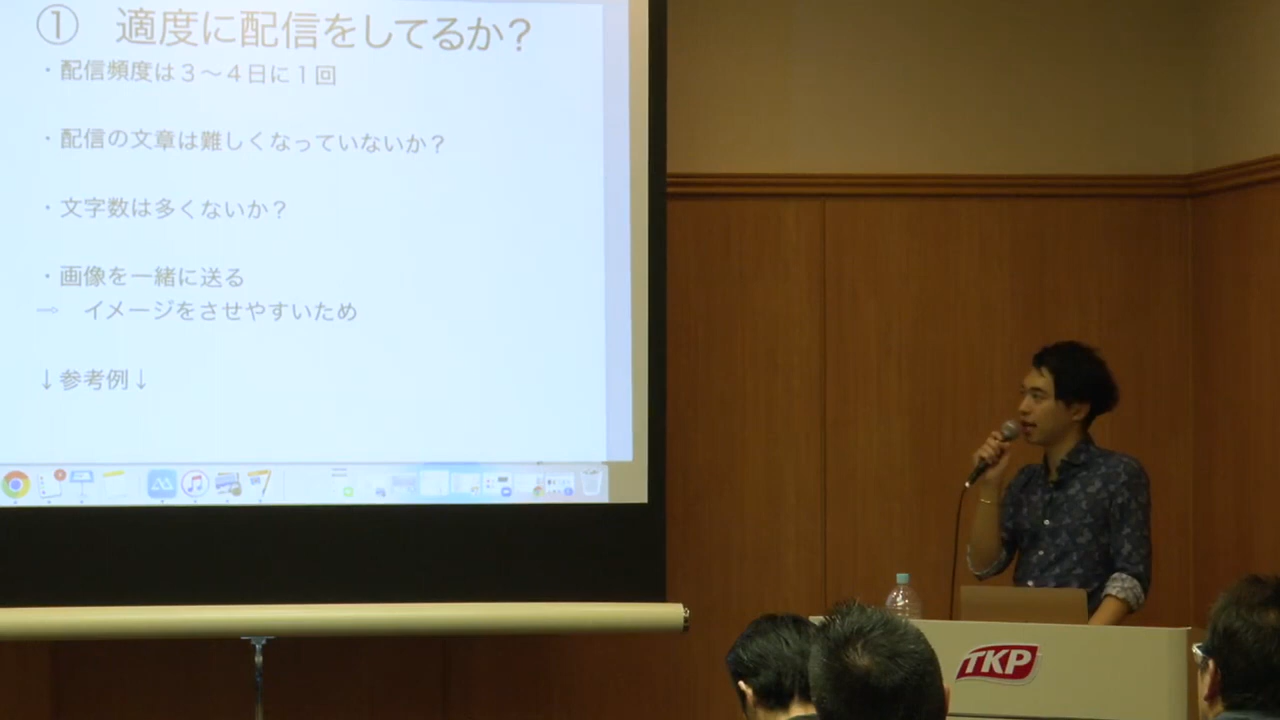 ① 適度に配信をしてるか？
・配信頻度は３～４日に１回
・配信の文章は難しくなっていないか？
・文字数は多くないか？
・画像を一緒に送る
⇒ イメージをさせやすいため
↓参考例↓
TKP